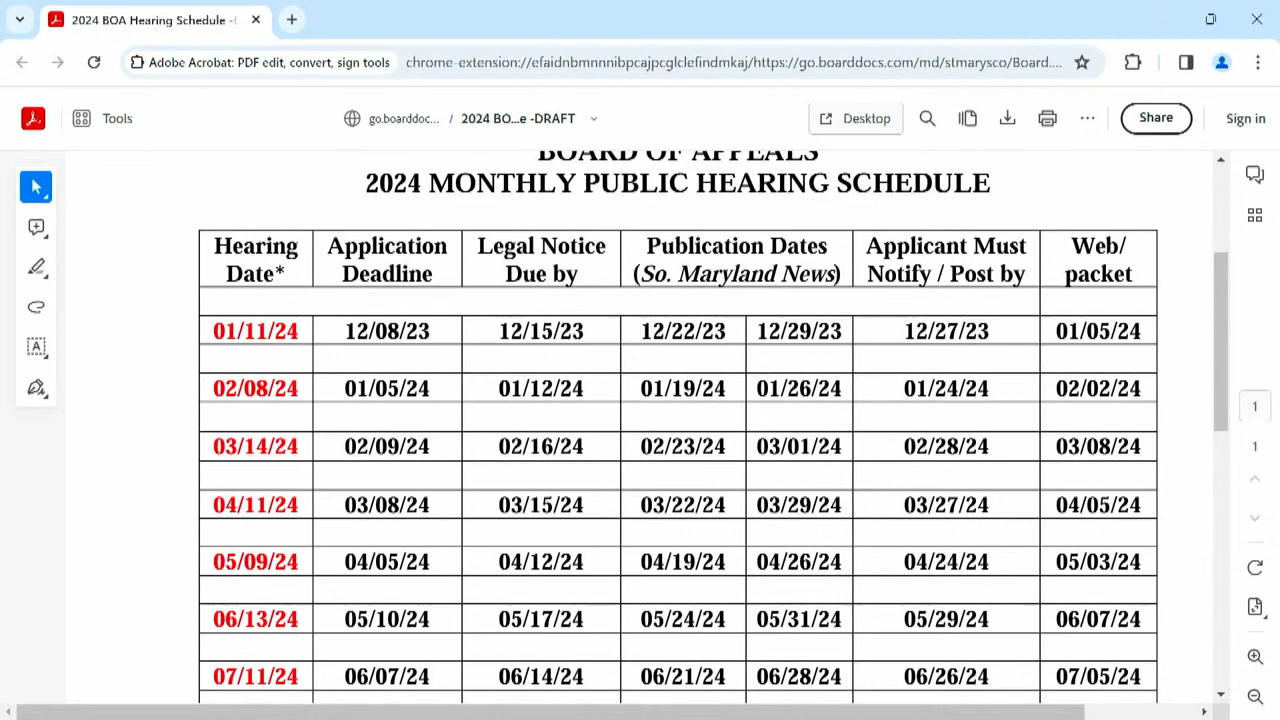 2024 BOA Hearing Schedule -
Adobe Acrobat: PDF edit, convert, sign tools
chrome-extension://efaidnbmnnnibpcajpcglclefindmkaj/https://go.boarddocs.com/md/stmarysco/Board....
Tools
go.boarddoc... / 2024 BO...e -DRAFT
Desktop
Share
Sign in
BOARD OF APPEALS
2024 MONTHLY PUBLIC HEARING SCHEDULE
Hearing Date* Application Deadline Legal Notice Due by Publication Dates (So. Maryland News) Applicant Must Notify / Post by Web/ packet
01/11/24 12/08/23 12/15/23 12/22/23 12/29/23 12/27/23 01/05/24
02/08/24 01/05/24 01/12/24 01/19/24 01/26/24 01/24/24 02/02/24
03/14/24 02/09/24 02/16/24 02/23/24 03/01/24 02/28/24 03/08/24
04/11/24 03/08/24 03/15/24 03/22/24 03/29/24 03/27/24 04/05/24
05/09/24 04/05/24 04/12/24 04/19/24 04/26/24 04/24/24 05/03/24
06/13/24 05/10/24 05/17/24 05/24/24 05/31/24 05/29/24 06/07/24
07/11/24 06/07/24 06/14/24 06/21/24 06/28/24 06/26/24 07/05/24
1
1